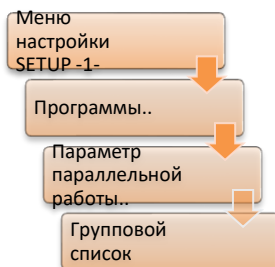 Меню
настройки
SETUP -1-
Программы..
Параметр
параллельной
работы..
Групповой
список